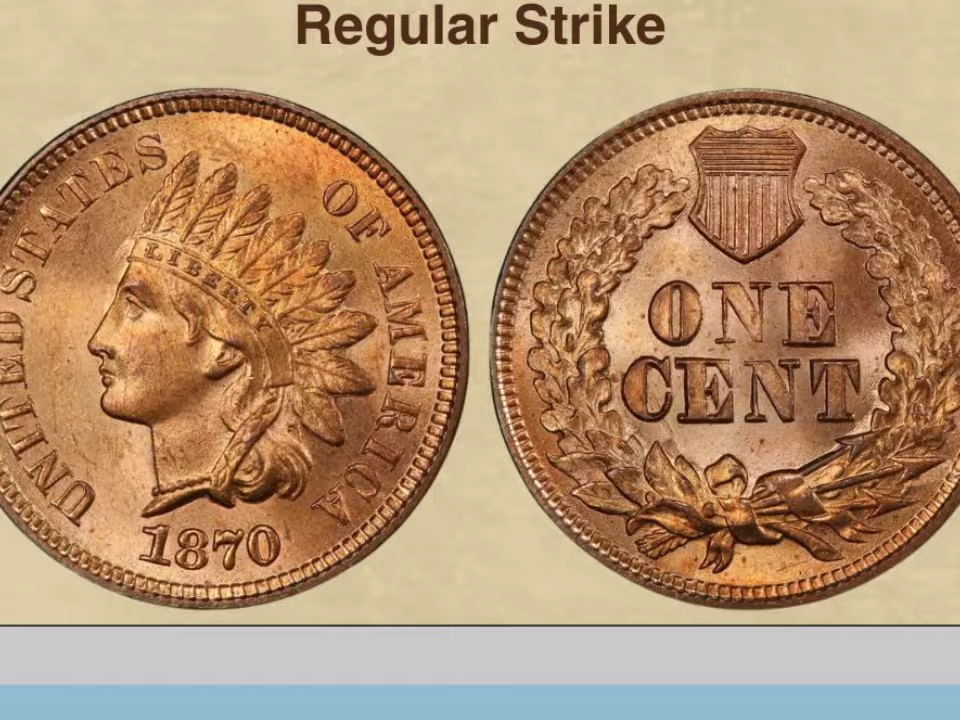 Regular Strike
UNITED STATES OF AMERICA
LIBERTY
1870
ONE
CENT